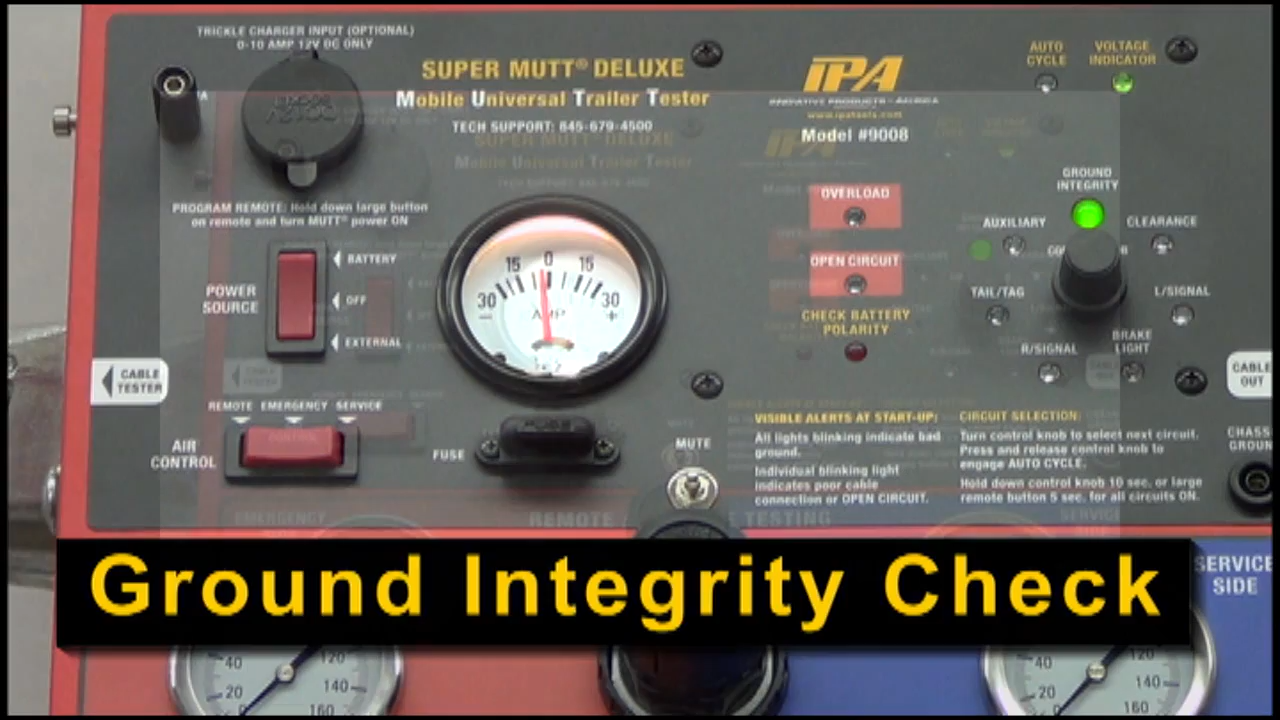 TRICKLE CHARGER INPUT (OPTIONAL)
0-10 AMP 12V DC ONLY
SUPER MUTT® DELUXE
Mobile Universal Trailer Tester
TECH SUPPORT: 845-679-4500
IPA
INNOVATIVE PRODUCTS OF AMERICA
www.ipatools.com
Model #9008
AUTO
CYCLE
VOLTAGE
INDICATOR
PROGRAM REMOTE: Hold down large button
on remote and turn MUTT® power ON
POWER
SOURCE
BATTERY
OFF
EXTERNAL
30 15 0 15 30
- +
AMP
OVERLOAD
OPEN CIRCUIT
CHECK BATTERY
POLARITY
GROUND
INTEGRITY
AUXILIARY
CLEARANCE
TAIL/TAG
L/SIGNAL
R/SIGNAL
BRAKE
LIGHT
CABLE
TESTER
CABLE
OUT
REMOTE EMERGENCY SERVICE
AIR
CONTROL
FUSE
MUTE
VISIBLE ALERTS AT START-UP:
All lights blinking indicate bad
ground.
Individual blinking light
indicates poor cable
connection or OPEN CIRCUIT.
CIRCUIT SELECTION:
Turn control knob to select next circuit.
Press and release control knob to
engage AUTO CYCLE.
Hold down control knob 10 sec. or large
remote button 5 sec. for all circuits ON.
SERVICE
SIDE
Ground Integrity Check
20 40 120 140 160
20 40 120 140 160